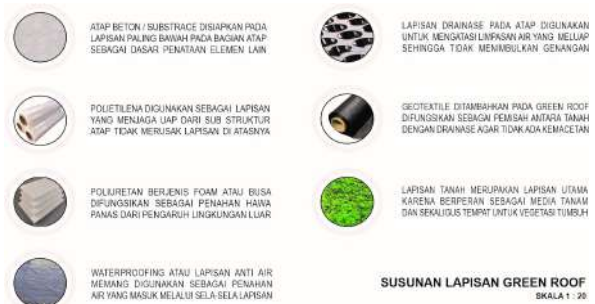 ATAP BETON / SUBSTRACE DISIAPKAN PADA
LAPISAN PALING BAWAH PADA BAGIAN ATAP
SEBAGAI DASAR PENATAAN ELEMEN LAIN
POLIETILENA DIGUNAKAN SEBAGAI LAPISAN
YANG MENJAGA UAP DARI SUB STRUKTUR
ATAP TIDAK MERUSAK LAPISAN DI ATASNYA
POLIURETAN BERJENIS FOAM ATAU BUSA
DIFUNGSIKAN SEBAGAI PENAHAN HAWA
PANAS DARI PENGARUH LINGKUNGAN LUAR
WATERPROOFING ATAU LAPISAN ANTI AIR
MEMANG DIGUNAKAN SEBAGAI PENAHAN
AIR YANG MASUK MELALUI SELA-SELA LAPISAN
LAPISAN DRAINASE PADA ATAP DIGUNAKAN
UNTUK MENGATASI LIMPASAN AIR YANG MELUAP
SEHINGGA TIDAK MENIMBULKAN GENANGAN
GEOTEXTILE DITAMBAHKAN PADA GREEN ROOF
DIFUNGSIKAN SEBAGAI PEMISAH ANTARA TANAH
DENGAN DRAINASE AGAR TIDAK ADA KEMACETAN
LAPISAN TANAH MERUPAKAN LAPISAN UTAMA
KARENA BERPERAN SEBAGAI MEDIA TANAM
DAN SEKALIGUS TEMPAT UNTUK VEGETASI TUMBUH
SUSUNAN LAPISAN GREEN ROOF
SKALA 1 : 20